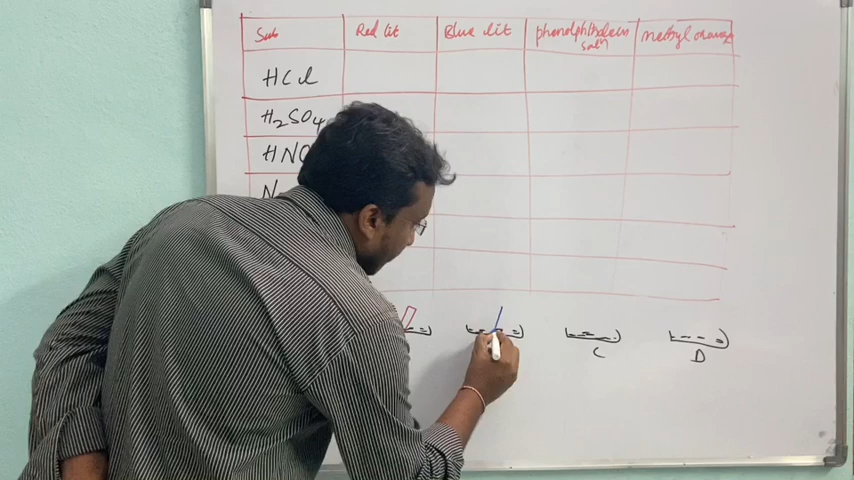 Sub Red lit Blue lit phenolphthalein methyl orange
solⁿ
HCl
H₂SO₄
HNO
N
C D